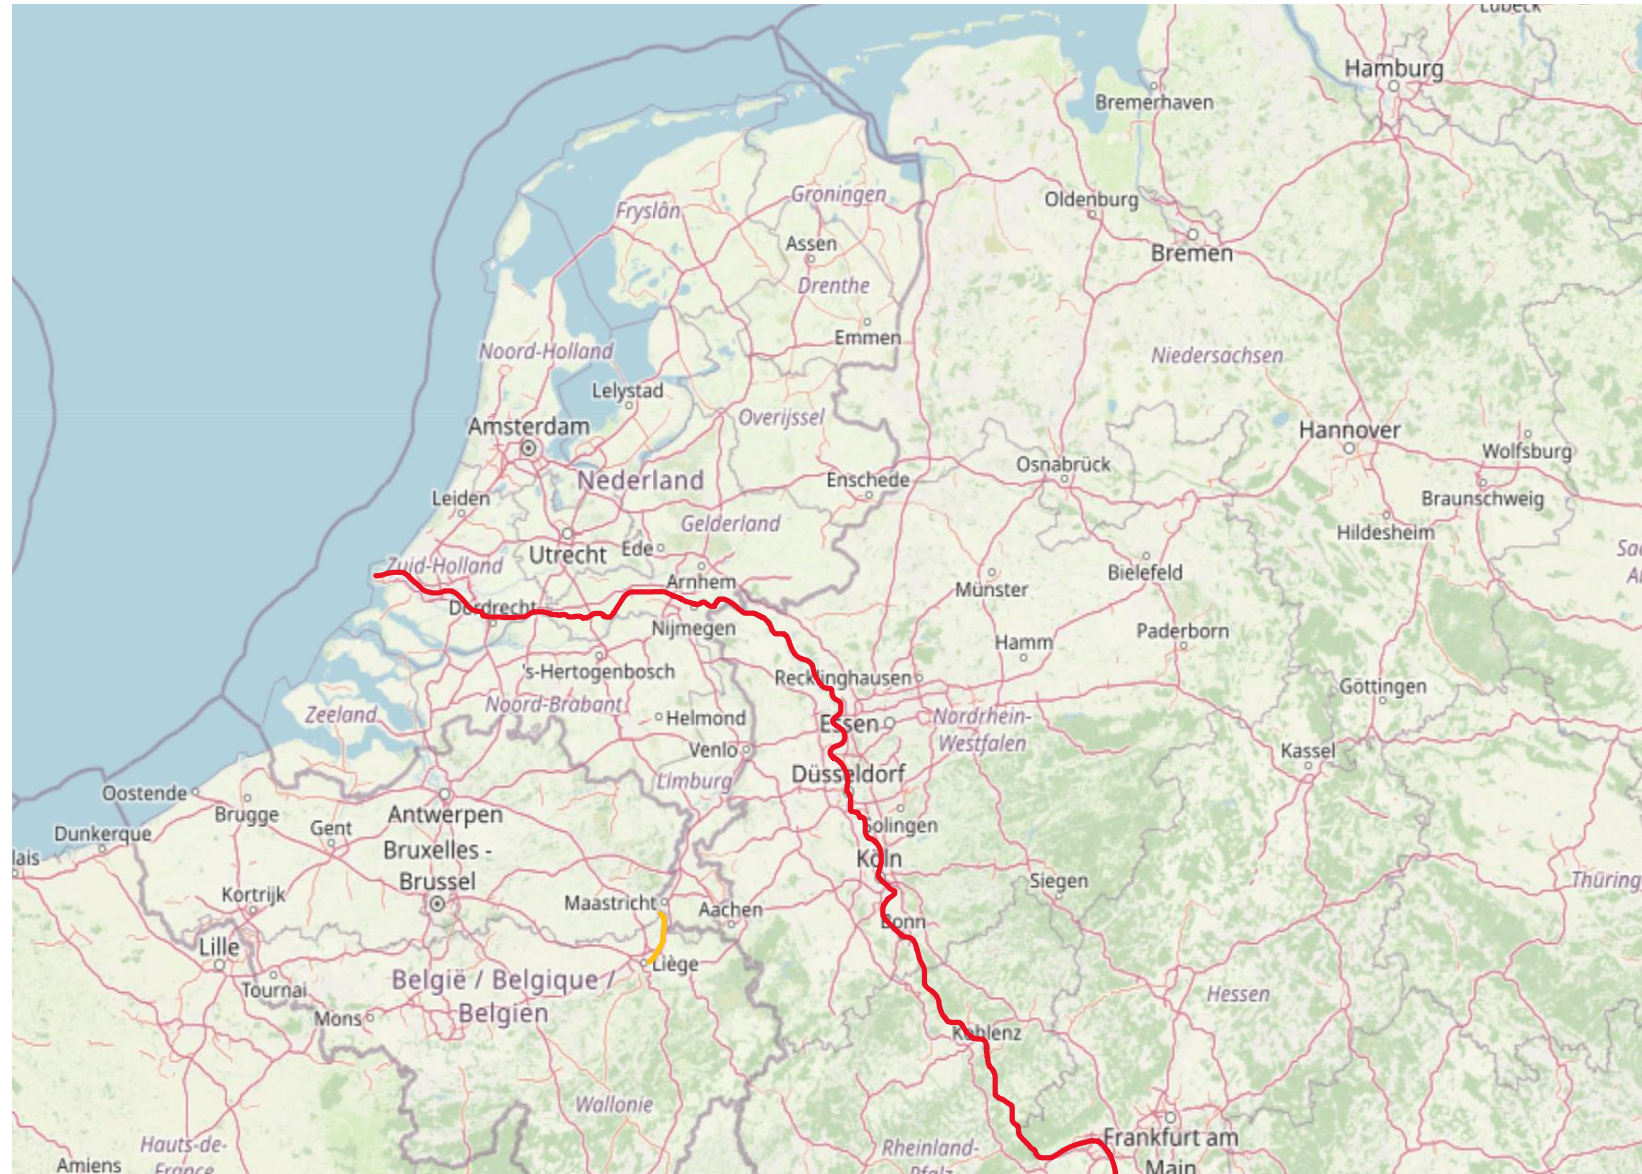 Lübeck
Hamburg
Bremerhaven
Groningen
Fryslân
Oldenburg
Assen
Bremen
Drenthe
Emmen
Noord-Holland
Niedersachsen
Lelystad
Overijssel
Amsterdam
Hannover
Wolfsburg
Osnabrück
Nederland
Enschede
Leiden
Braunschweig
Gelderland
Hildesheim
Utrecht
Ede
Zuid-Holland
Arnhem
Bielefeld
Münster
Dordrecht
Nijmegen
Paderborn
Hamm
's-Hertogenbosch
Recklinghausen
Göttingen
Zeeland
Noord-Brabant
Helmond
Essen
Nordrhein-
Westfalen
Venlo
Kassel
Limburg
Düsseldorf
Oostende
Brugge
Antwerpen
Gent
Solingen
Dunkerque
Bruxelles -
Brussel
lais
Köln
Siegen
Thüring
Kortrijk
Maastricht
Aachen
Bonn
Lille
Liège
België / Belgique /
Belgien
Tournai
Hessen
Mons
Koblenz
Wallonie
Frankfurt am
Main
Hauts-de-
France
Rheinland-
Pfalz
Amiens